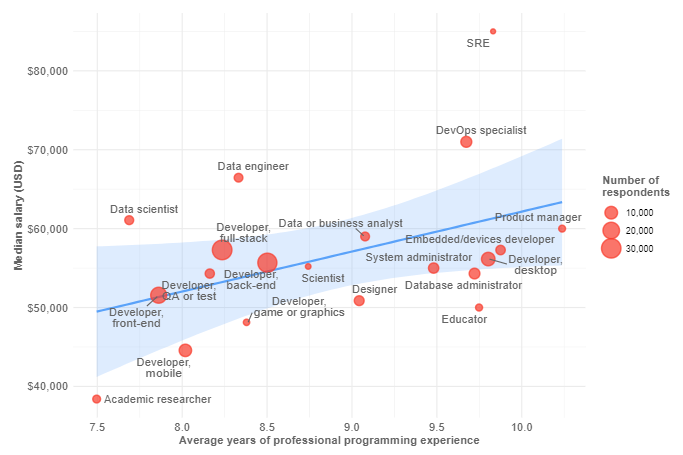 SRE
$80,000
DevOps specialist
$70,000
Data engineer
Number of
respondents
10,000
20,000
30,000
Median salary (USD)
Data scientist
Product manager
$60,000
Developer,
full-stack
Data or business analyst
Embedded/devices developer
System administrator
Developer,
desktop
Developer,
back-end
Scientist
Developer,
QA or test
Database administrator
Designer
$50,000
Developer,
front-end
Developer,
game or graphics
Educator
Developer,
mobile
$40,000
Academic researcher
7.5 8.0 8.5 9.0 9.5 10.0
Average years of professional programming experience